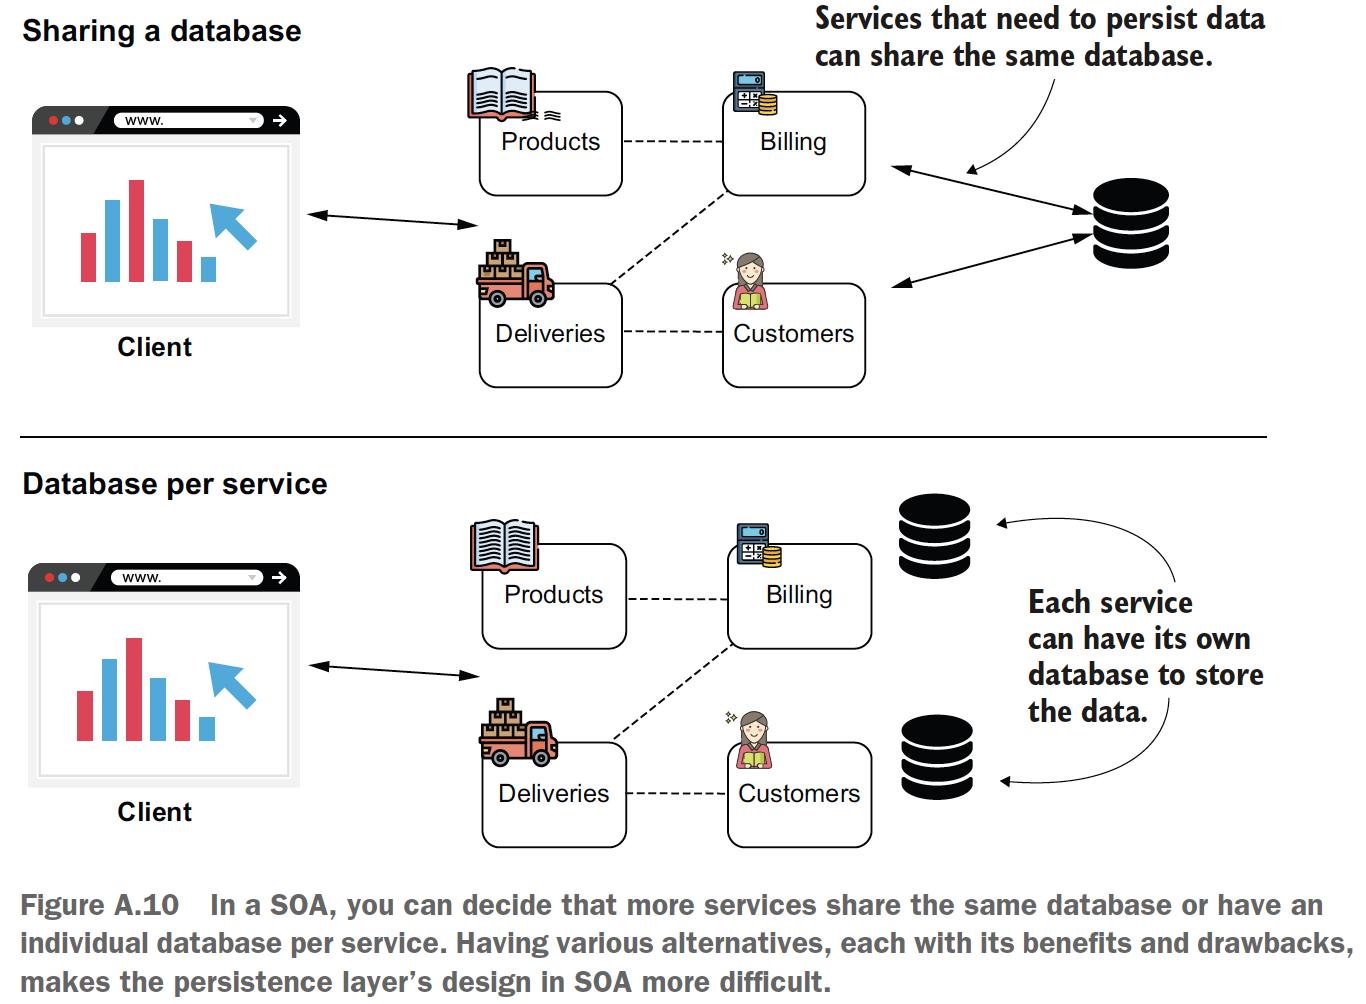 Sharing a database
Services that need to persist data
can share the same database.
www.
Products
Billing
Deliveries
Customers
Client
Database per service
www.
Products
Billing
Each service
can have its own
database to store
the data.
Deliveries
Customers
Client
Figure A.10 In a SOA, you can decide that more services share the same database or have an
individual database per service. Having various alternatives, each with its benefits and drawbacks,
makes the persistence layer’s design in SOA more difficult.